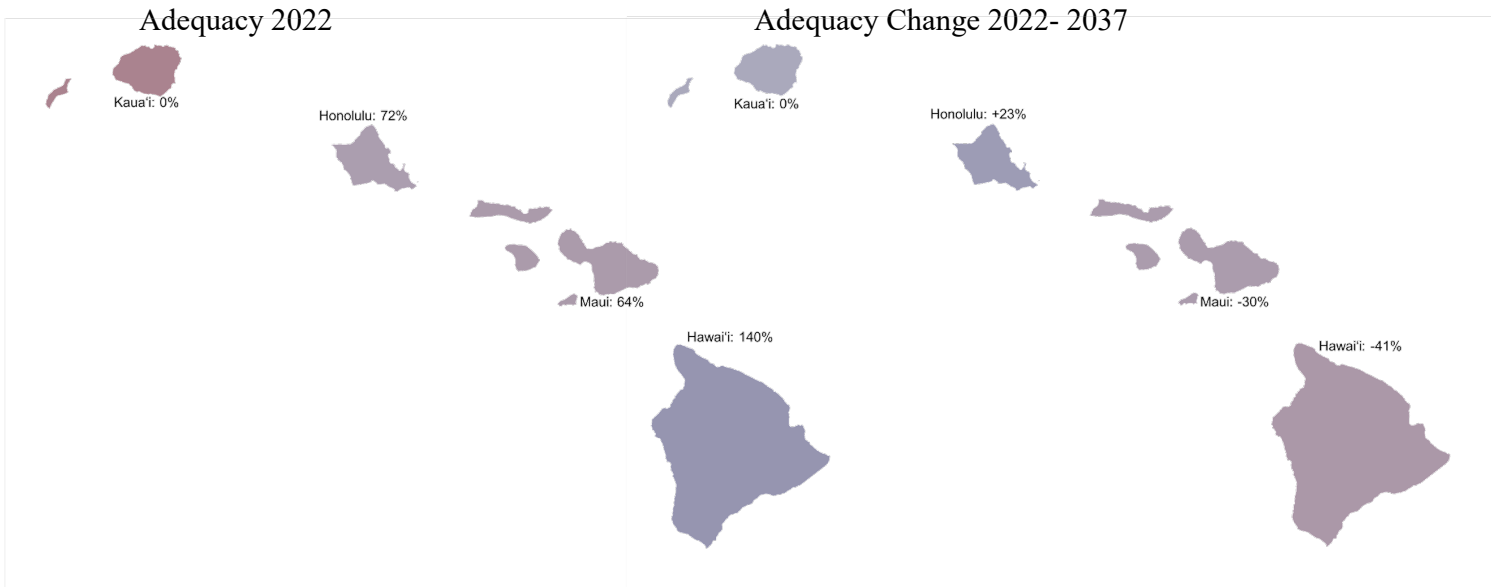 Adequacy 2022
Kaua'i: 0%
Honolulu: 72%
Maui: 64%
Hawai'i: 140%
Adequacy Change 2022- 2037
Kaua'i: 0%
Honolulu: +23%
Maui: -30%
Hawai'i: -41%